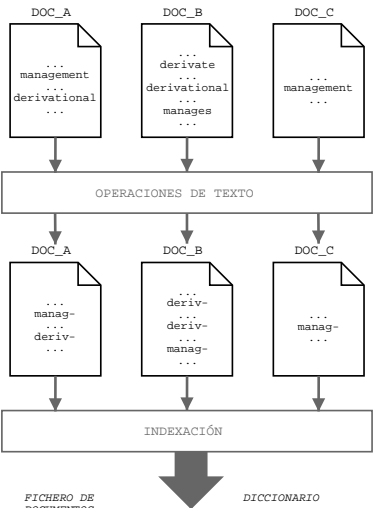 DOC_A DOC_B DOC_C
...
management
...
derivational
...
...
derivate
...
derivational
...
manages
...
...
management
...
OPERACIONES DE TEXTO
DOC_A DOC_B DOC_C
...
manag-
...
deriv-
...
...
deriv-
...
deriv-
...
manag-
...
...
manag-
...
INDEXACIÓN
FICHERO DE
DOCUMENTOS
DICCIONARIO